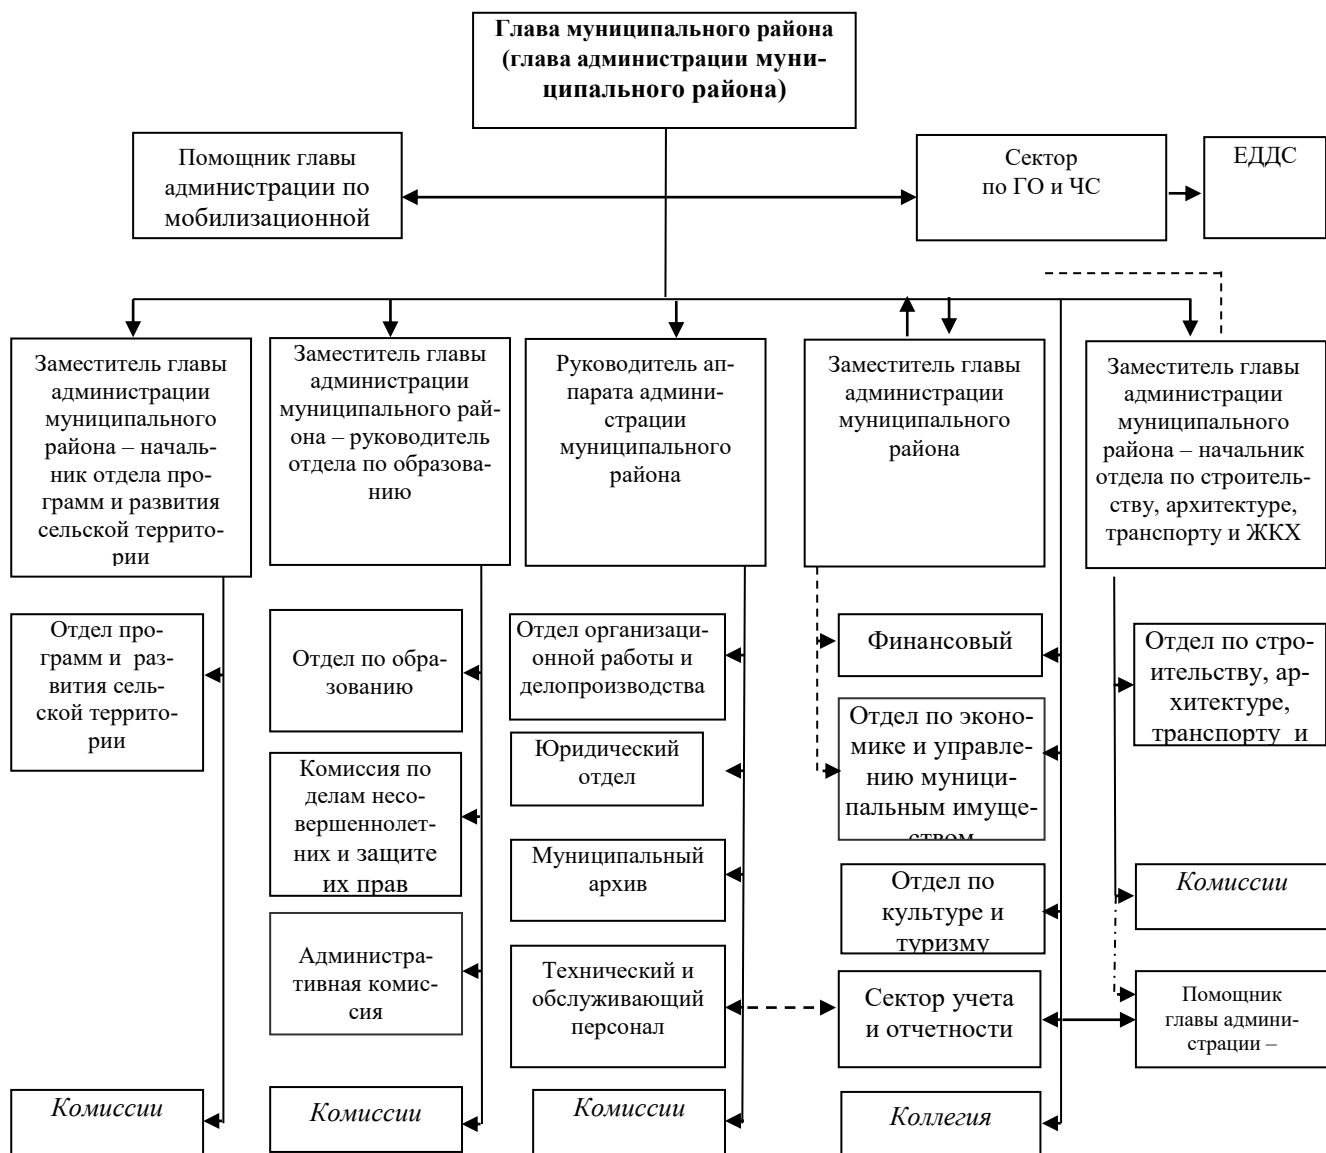 Глава муниципального района
(глава администрации муни-
ципального района)
Помощник главы
администрации по
мобилизационной
Сектор
по ГО и ЧС
ЕДДС
Заместитель главы
администрации
муниципального
района – началь-
ник отдела про-
грамм и развития
сельской территo-
рии
Заместитель главы
администрации
муниципального рай-
она – руководитель
отдела по образова-
нию
Руководитель ап-
парата админи-
страции
муниципального
района
Заместитель главы
администрации
муниципального
района
Заместитель главы
администрации
муниципального
района – начальник
отдела по строитель-
ству, архитектуре,
транспорту и ЖКХ
Отдел про-
грамм и раз-
вития сель-
ской территo-
рии
Отдел по обра-
зованию
Отдел организаци-
онной работы и
делопроизводства
Финансовый
Отдел по стро-
ительству, ар-
хитектуре,
транспорту и
Комиссия по
делам несо-
вершеннолет-
них и защите
их прав
Юридический
отдел
Отдел по эконо-
мике и управле-
нию муници-
пальным имуще-
ством
Муниципальный
архив
Отдел по
культуре и
туризму
Комиссии
Администра-
тивная комис-
сия
Технический и
обслуживающий
персонал
Сектор учета
и отчетности
Помощник
главы админи-
страции –
Комиссии
Комиссии
Комиссии
Коллегия